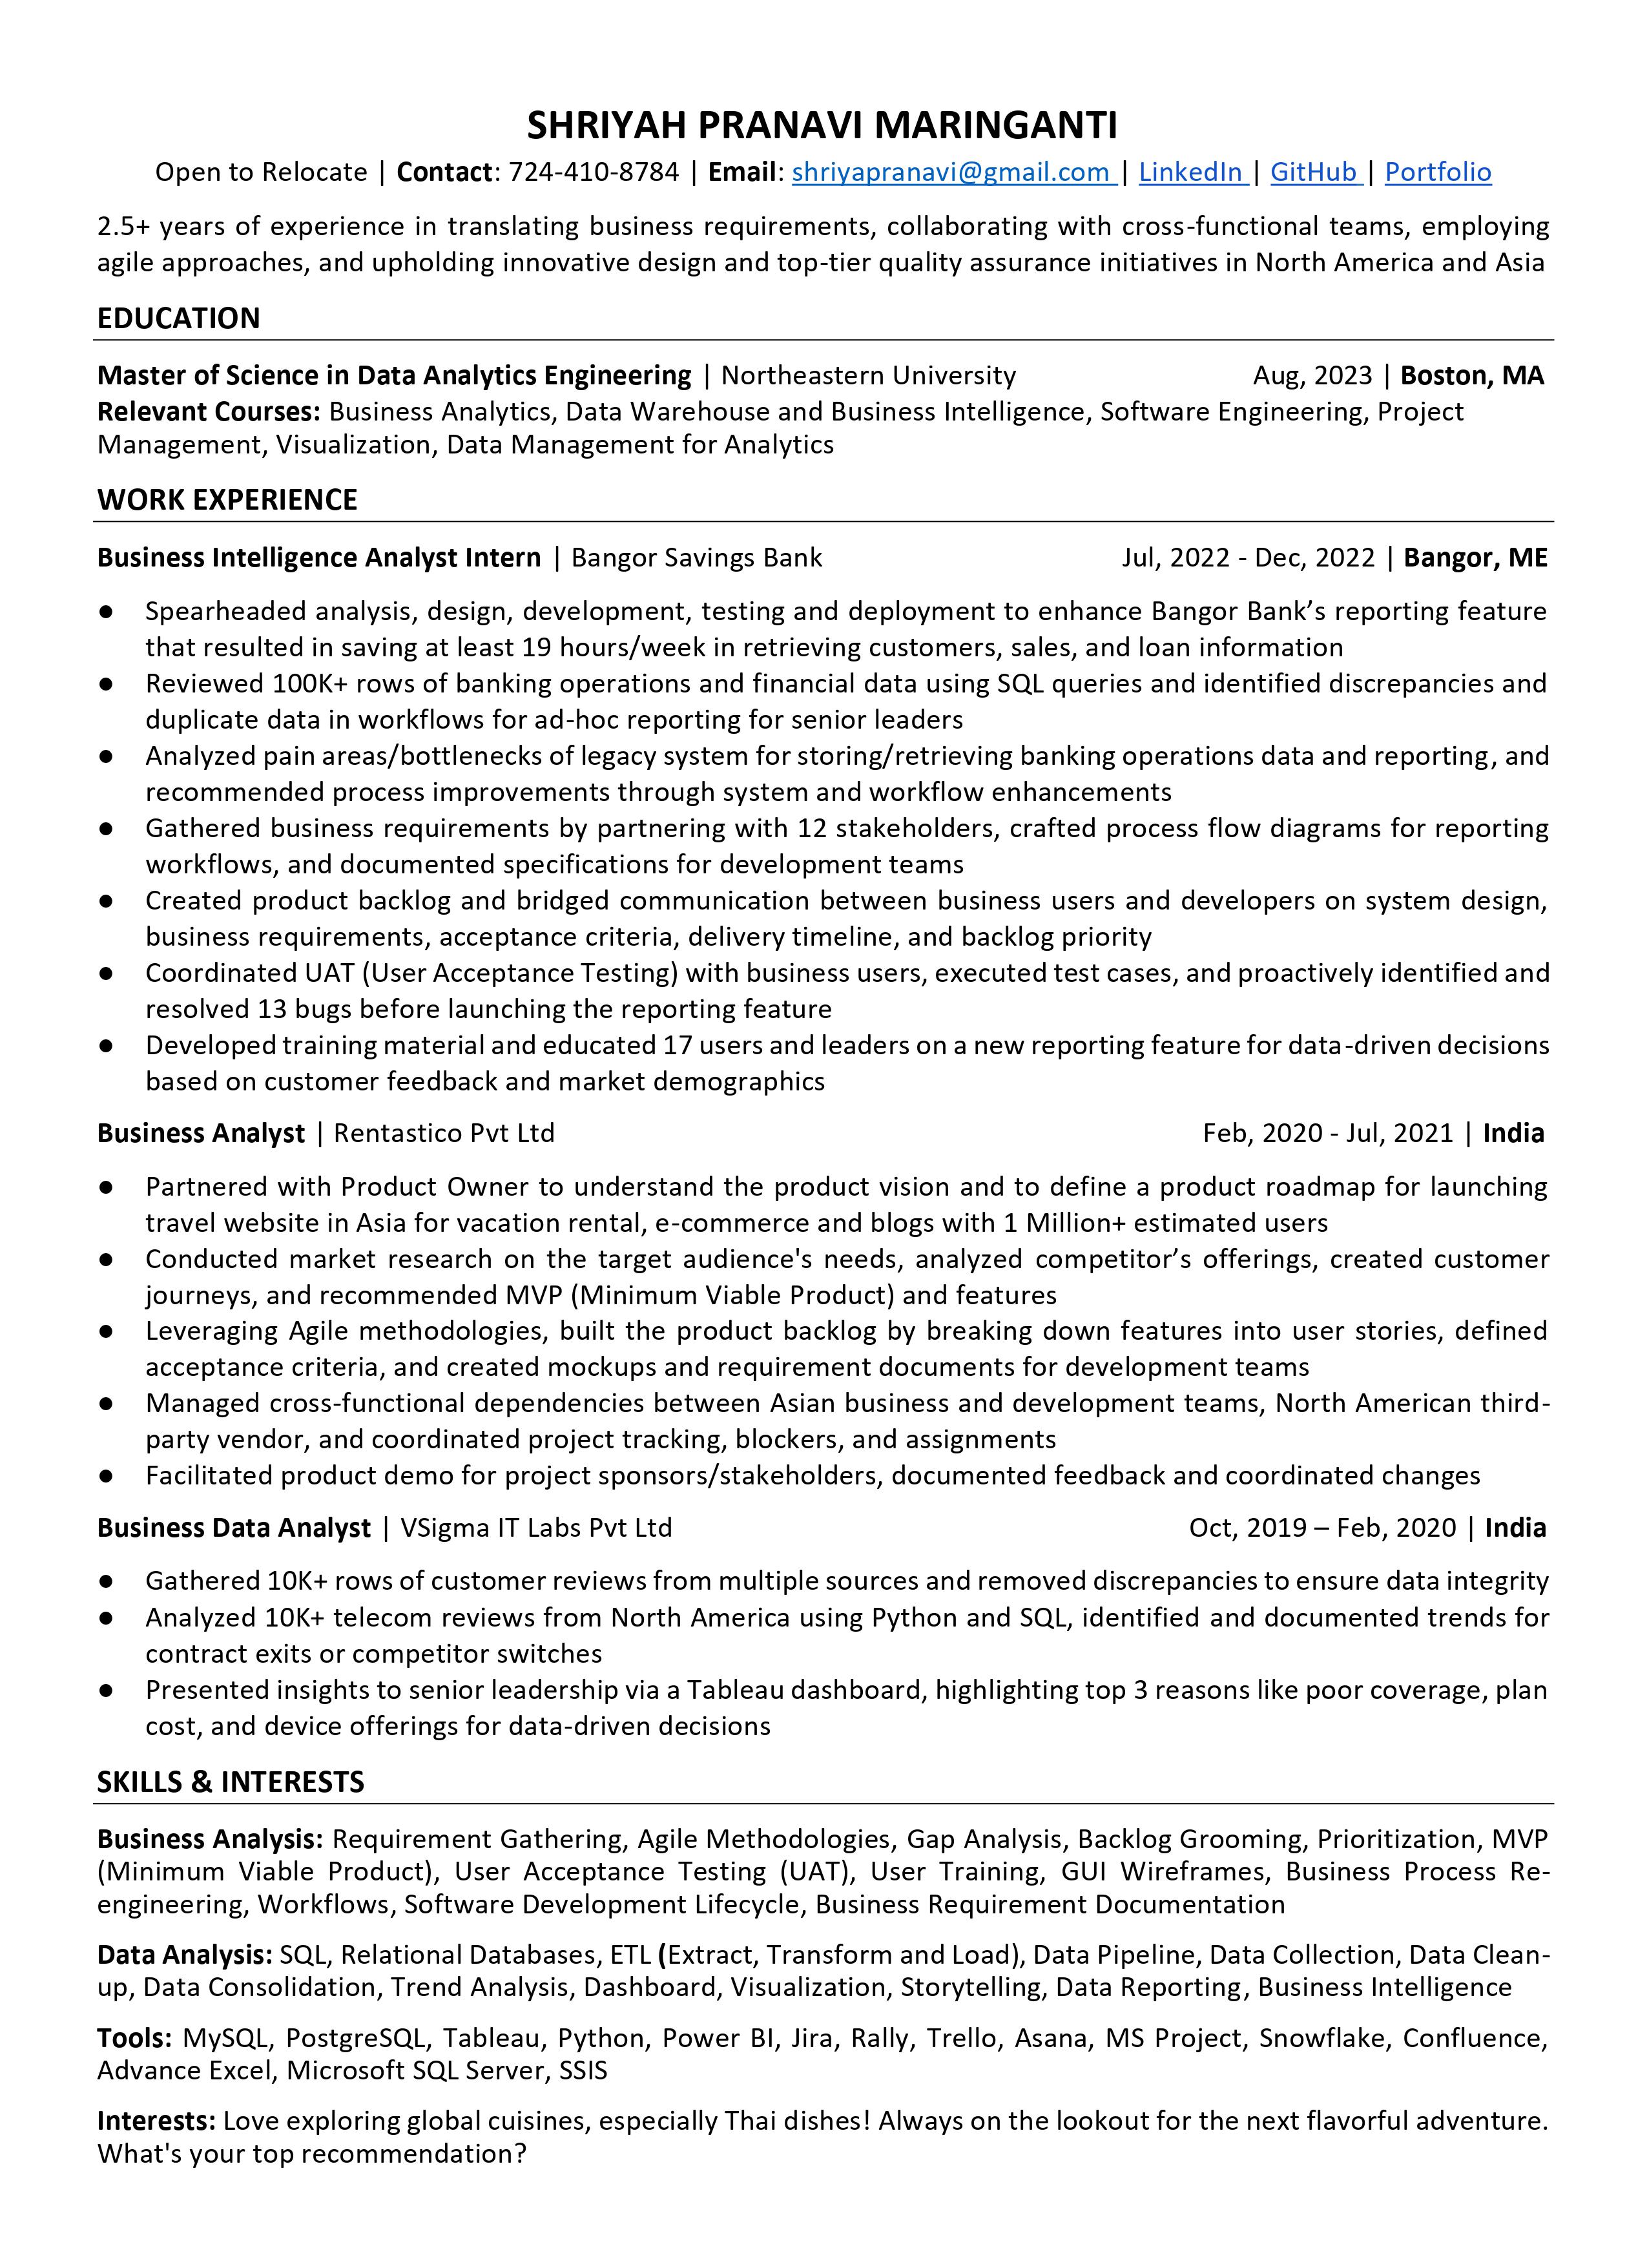 SHRIYAH PRANAVI MARINGANTI
Open to Relocate | Contact: 724-410-8784 | Email: shriyapranavi@gmail.com | LinkedIn | GitHub | Portfolio
2.5+ years of experience in translating business requirements, collaborating with cross-functional teams, employing
agile approaches, and upholding innovative design and top-tier quality assurance initiatives in North America and Asia
EDUCATION
Master of Science in Data Analytics Engineering | Northeastern University Aug, 2023 | Boston, MA
Relevant Courses: Business Analytics, Data Warehouse and Business Intelligence, Software Engineering, Project
Management, Visualization, Data Management for Analytics
WORK EXPERIENCE
Business Intelligence Analyst Intern | Bangor Savings Bank Jul, 2022 - Dec, 2022 | Bangor, ME
● Spearheaded analysis, design, development, testing and deployment to enhance Bangor Bank’s reporting feature
that resulted in saving at least 19 hours/week in retrieving customers, sales, and loan information
● Reviewed 100K+ rows of banking operations and financial data using SQL queries and identified discrepancies and
duplicate data in workflows for ad-hoc reporting for senior leaders
● Analyzed pain areas/bottlenecks of legacy system for storing/retrieving banking operations data and reporting, and
recommended process improvements through system and workflow enhancements
● Gathered business requirements by partnering with 12 stakeholders, crafted process flow diagrams for reporting
workflows, and documented specifications for development teams
● Created product backlog and bridged communication between business users and developers on system design,
business requirements, acceptance criteria, delivery timeline, and backlog priority
● Coordinated UAT (User Acceptance Testing) with business users, executed test cases, and proactively identified and
resolved 13 bugs before launching the reporting feature
● Developed training material and educated 17 users and leaders on a new reporting feature for data-driven decisions
based on customer feedback and market demographics
Business Analyst | Rentastico Pvt Ltd Feb, 2020 - Jul, 2021 | India
● Partnered with Product Owner to understand the product vision and to define a product roadmap for launching
travel website in Asia for vacation rental, e-commerce and blogs with 1 Million+ estimated users
● Conducted market research on the target audience's needs, analyzed competitor’s offerings, created customer
journeys, and recommended MVP (Minimum Viable Product) and features
● Leveraging Agile methodologies, built the product backlog by breaking down features into user stories, defined
acceptance criteria, and created mockups and requirement documents for development teams
● Managed cross-functional dependencies between Asian business and development teams, North American third-
party vendor, and coordinated project tracking, blockers, and assignments
● Facilitated product demo for project sponsors/stakeholders, documented feedback and coordinated changes
Business Data Analyst | VSigma IT Labs Pvt Ltd Oct, 2019 – Feb, 2020 | India
● Gathered 10K+ rows of customer reviews from multiple sources and removed discrepancies to ensure data integrity
● Analyzed 10K+ telecom reviews from North America using Python and SQL, identified and documented trends for
contract exits or competitor switches
● Presented insights to senior leadership via a Tableau dashboard, highlighting top 3 reasons like poor coverage, plan
cost, and device offerings for data-driven decisions
SKILLS & INTERESTS
Business Analysis: Requirement Gathering, Agile Methodologies, Gap Analysis, Backlog Grooming, Prioritization, MVP
(Minimum Viable Product), User Acceptance Testing (UAT), User Training, GUI Wireframes, Business Process Re-
engineering, Workflows, Software Development Lifecycle, Business Requirement Documentation
Data Analysis: SQL, Relational Databases, ETL (Extract, Transform and Load), Data Pipeline, Data Collection, Data Clean-
up, Data Consolidation, Trend Analysis, Dashboard, Visualization, Storytelling, Data Reporting, Business Intelligence
Tools: MySQL, PostgreSQL, Tableau, Python, Power BI, Jira, Rally, Trello, Asana, MS Project, Snowflake, Confluence,
Advance Excel, Microsoft SQL Server, SSIS
Interests: Love exploring global cuisines, especially Thai dishes! Always on the lookout for the next flavorful adventure.
What's your top recommendation?